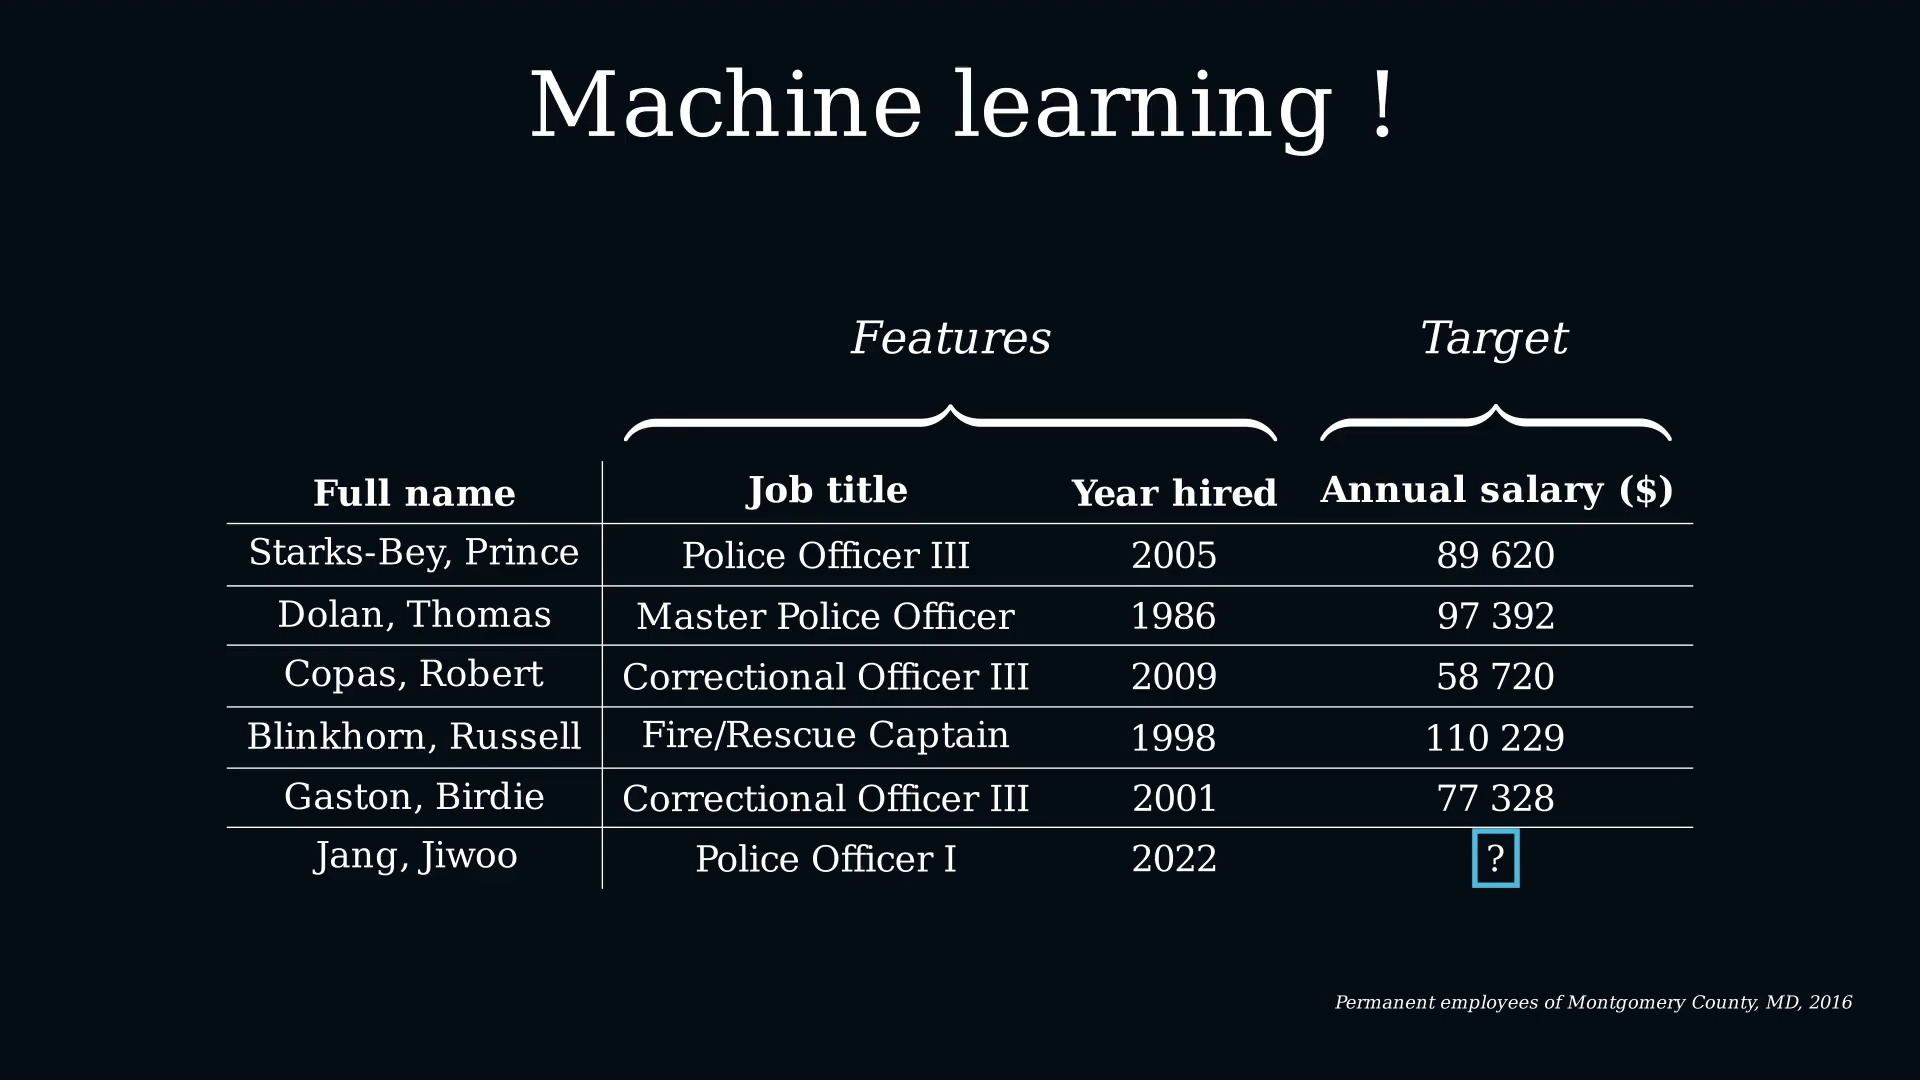 Machine learning !
Features Target
Full name Job title Year hired Annual salary ($)
Starks-Bey, Prince Police Officer III 2005 89 620
Dolan, Thomas Master Police Officer 1986 97 392
Copas, Robert Correctional Officer III 2009 58 720
Blinkhorn, Russell Fire/Rescue Captain 1998 110 229
Gaston, Birdie Correctional Officer III 2001 77 328
Jang, Jiwoo Police Officer I 2022 ?
Permanent employees of Montgomery County, MD, 2016